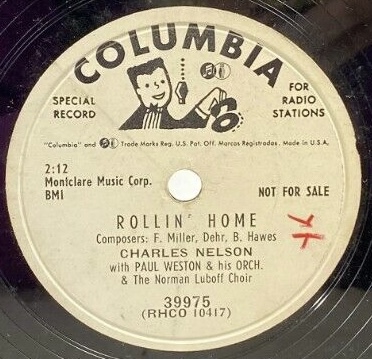 COLUMBIA
SPECIAL RECORD
FOR RADIO STATIONS
"Columbia" and Trade Marks Reg. U.S. Pat. Off. Marcas Registradas. Made in U.S.A.
2:12
Montclare Music Corp.
BMI
NOT FOR SALE
ROLLIN' HOME
Composers: F. Miller, Dehr, B. Hawes
CHARLES NELSON
with PAUL WESTON & his ORCH.
& The Norman Luboff Choir
39975
(RHCO 10417)